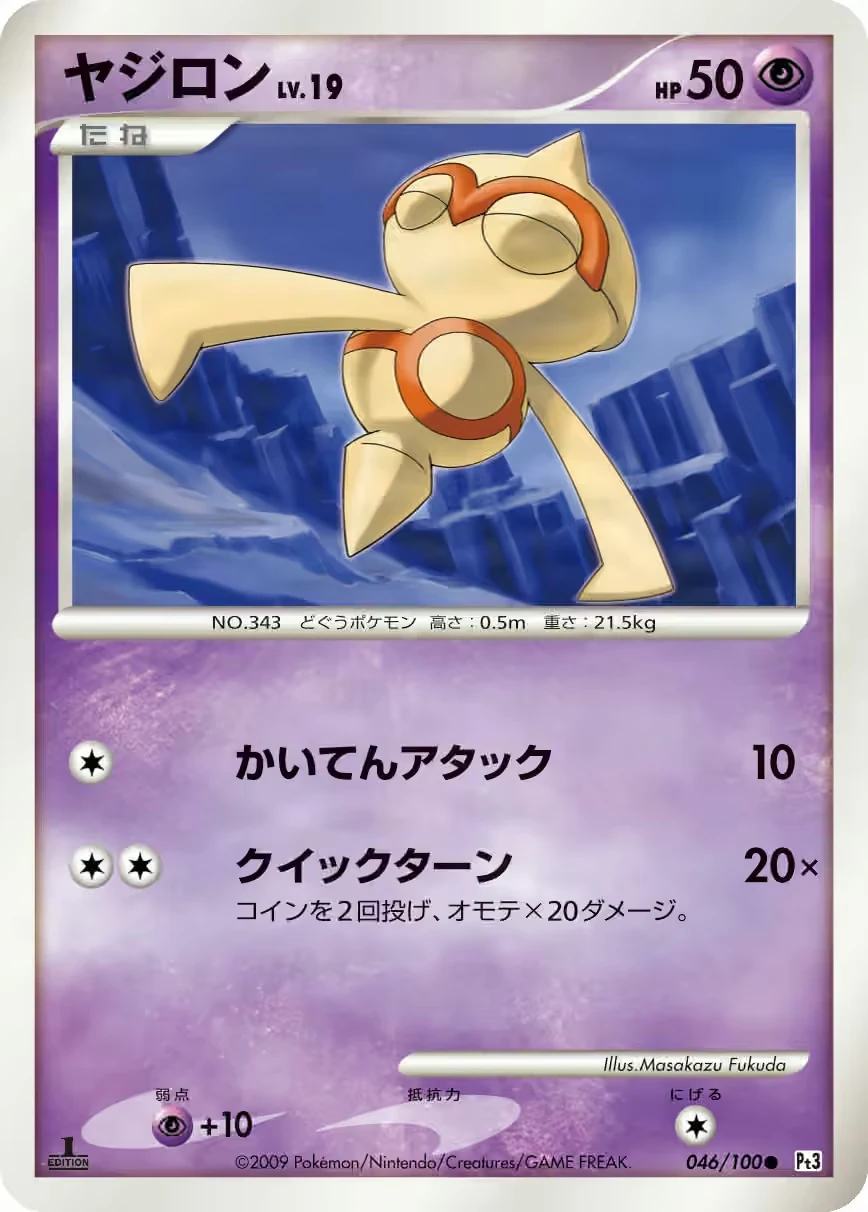 ヤジロン LV.19 HP 50
たね
NO.343 どぐうポケモン 高さ:0.5m 重さ:21.5kg
かいてんアタック 10
クイックターン 20×
コインを2回投げ、オモテ×20ダメージ。
Illus.Masakazu Fukuda
弱点 抵抗力 にげる
+10
1 EDITION ©2009 Pokémon/Nintendo/Creatures/GAME FREAK. 046/100● Pt3